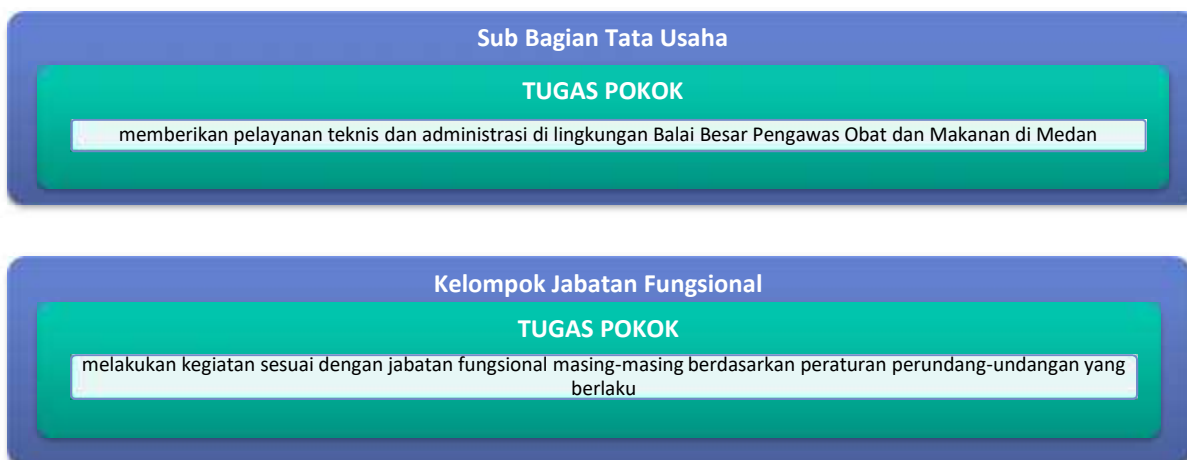 Sub Bagian Tata Usaha
TUGAS POKOK
memberikan pelayanan teknis dan administrasi di lingkungan Balai Besar Pengawas Obat dan Makanan di Medan
Kelompok Jabatan Fungsional
TUGAS POKOK
melakukan kegiatan sesuai dengan jabatan fungsional masing-masing berdasarkan peraturan perundang-undangan yang
berlaku